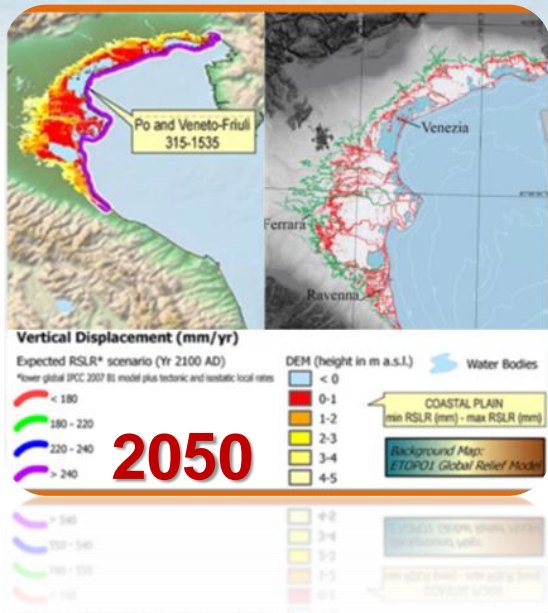 Po and Veneto-Friuli
315-1535
Venezia
Ferrara
Ravenna
Vertical Displacement (mm/yr)
Expected RSLR* scenario (Yr 2100 AD)
*lower global IPCC 2007 B1 model plus tectonic and isostatic local rates
< 180
180 - 220
220 - 240
> 240
2050
DEM (height in m a.s.l.)
< 0
0-1
1-2
2-3
3-4
4-5
Water Bodies
COASTAL PLAIN
min RSLR (mm) - max RSLR (mm)
Background Map:
ETOPO1 Global Relief Model